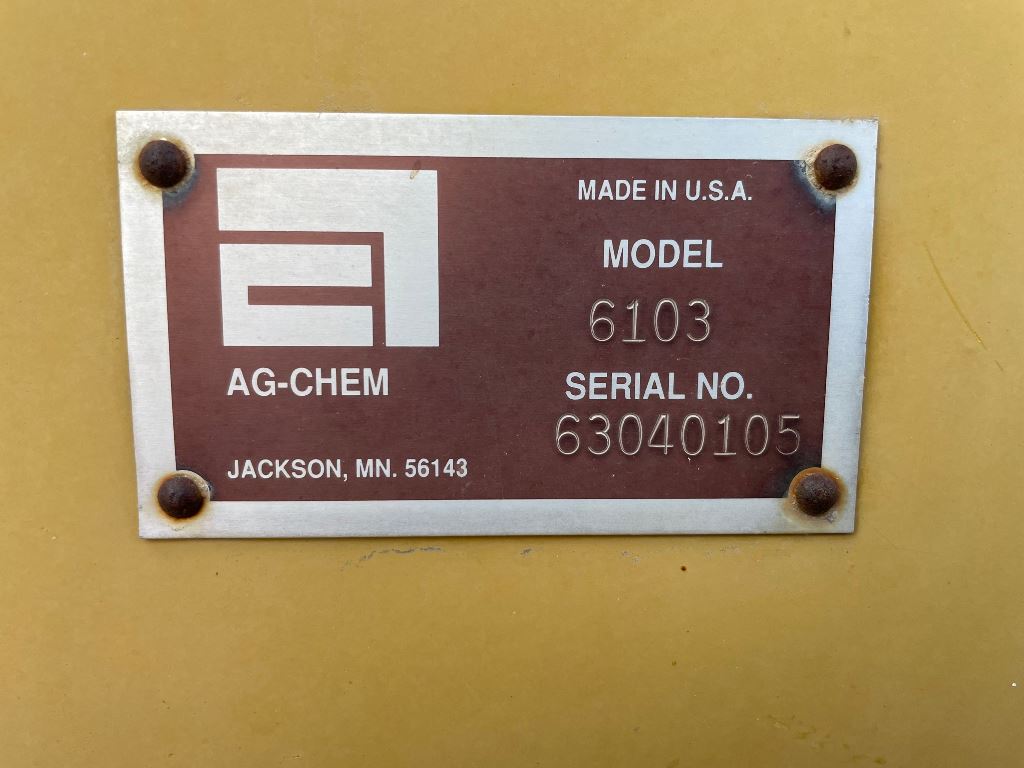 AG-CHEM
JACKSON, MN. 56143
MADE IN U.S.A.
MODEL
6103
SERIAL NO.
63040105